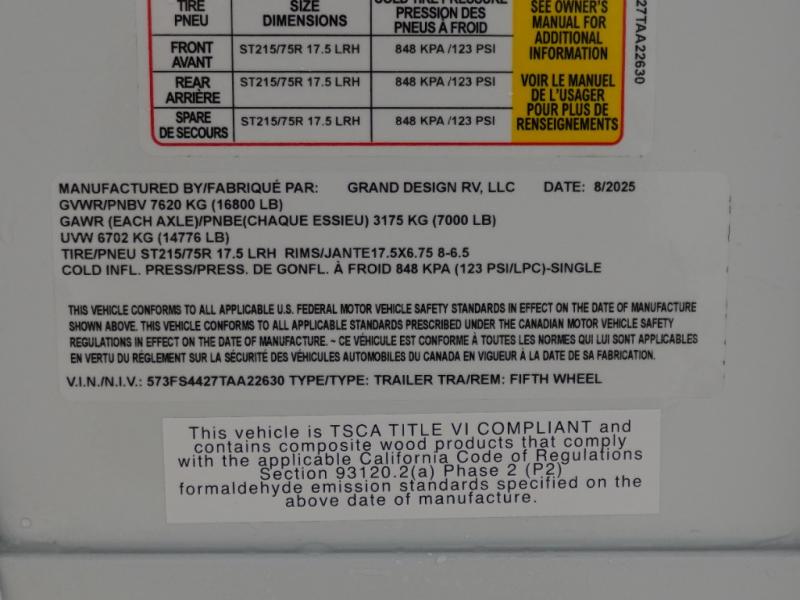 TIRE SIZE COLD TIRE PRESSURE SEE OWNER'S
PNEU DIMENSIONS PRESSION DES MANUAL FOR
PNEUS À FROID ADDITIONAL
INFORMATION
FRONT ST215/75R 17.5 LRH 848 KPA /123 PSI
AVANT
REAR ST215/75R 17.5 LRH 848 KPA /123 PSI VOIR LE MANUEL
ARRIÈRE DE L'USAGER
SPARE ST215/75R 17.5 LRH 848 KPA /123 PSI POUR PLUS DE
DE SECOURS RENSEIGNEMENTS
27TAA22630
MANUFACTURED BY/FABRIQUÉ PAR: GRAND DESIGN RV, LLC DATE: 8/2025
GVWR/PNBV 7620 KG (16800 LB)
GAWR (EACH AXLE)/PNBE(CHAQUE ESSIEU) 3175 KG (7000 LB)
UVW 6702 KG (14776 LB)
TIRE/PNEU ST215/75R 17.5 LRH RIMS/JANTE17.5X6.75 8-6.5
COLD INFL. PRESS/PRESS. DE GONFL. À FROID 848 KPA (123 PSI/LPC)-SINGLE
THIS VEHICLE CONFORMS TO ALL APPLICABLE U.S. FEDERAL MOTOR VEHICLE SAFETY STANDARDS IN EFFECT ON THE DATE OF MANUFACTURE
SHOWN ABOVE. THIS VEHICLE CONFORMS TO ALL APPLICABLE STANDARDS PRESCRIBED UNDER THE CANADIAN MOTOR VEHICLE SAFETY
REGULATIONS IN EFFECT ON THE DATE OF MANUFACTURE. ~ CE VÉHICULE EST CONFORME À TOUTES LES NORMES QUI LUI SONT APPLICABLES
EN VERTU DU RÈGLEMENT SUR LA SÉCURITÉ DES VÉHICULES AUTOMOBILES DU CANADA EN VIGUEUR À LA DATE DE SA FABRICATION.
V.I.N./N.I.V.: 573FS4427TAA22630 TYPE/TYPE: TRAILER TRA/REM: FIFTH WHEEL
This vehicle is TSCA TITLE VI COMPLIANT and
contains composite wood products that comply
with the applicable California Code of Regulations
Section 93120.2(a) Phase 2 (P2)
formaldehyde emission standards specified on the
above date of manufacture.